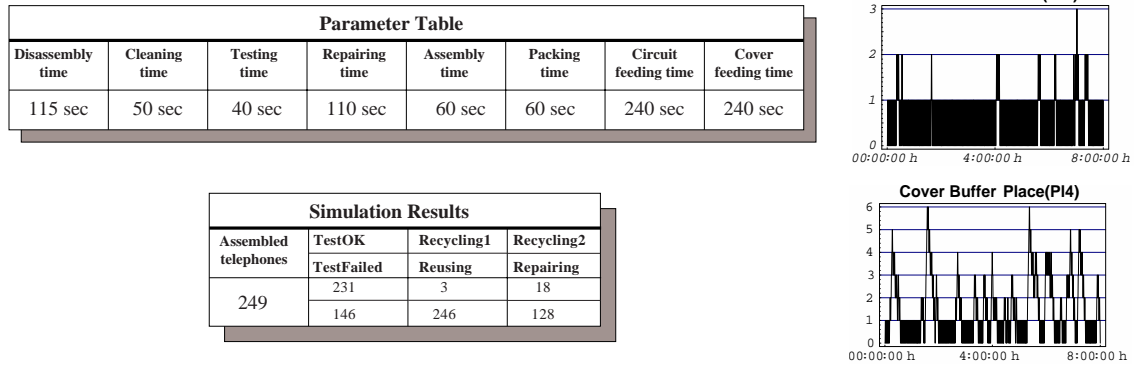 Parameter Table
Disassembly time
Cleaning time
Testing time
Repairing time
Assembly time
Packing time
Circuit feeding time
Cover feeding time
115 sec
50 sec
40 sec
110 sec
60 sec
60 sec
240 sec
240 sec
3
2
1
0
00:00:00 h
4:00:00 h
8:00:00 h
Simulation Results
Assembled telephones
TestOK
Recycling1
Recycling2
TestFailed
Reusing
Repairing
249
231
3
18
146
246
128
Cover Buffer Place(PI4)
6
5
4
3
2
1
0
00:00:00 h
4:00:00 h
8:00:00 h